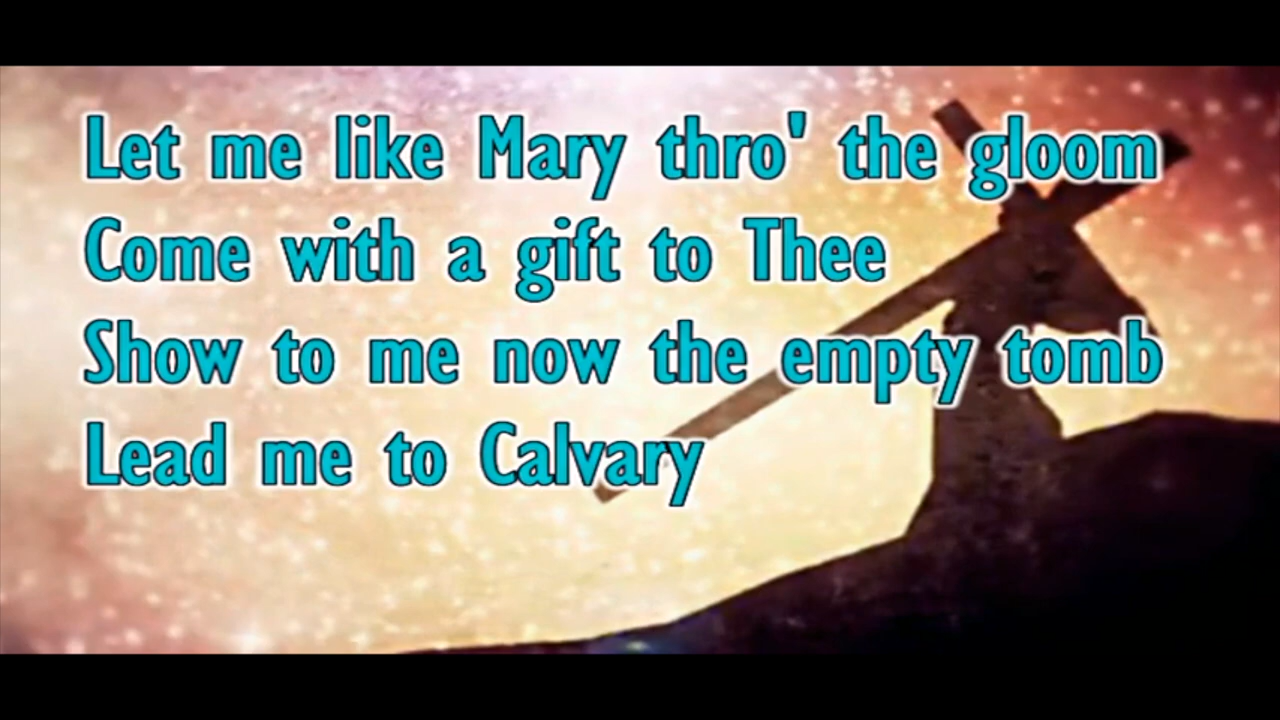 Let me like Mary thro' the gloom
Come with a gift to Thee
Show to me now the empty tomb
Lead me to Calvary